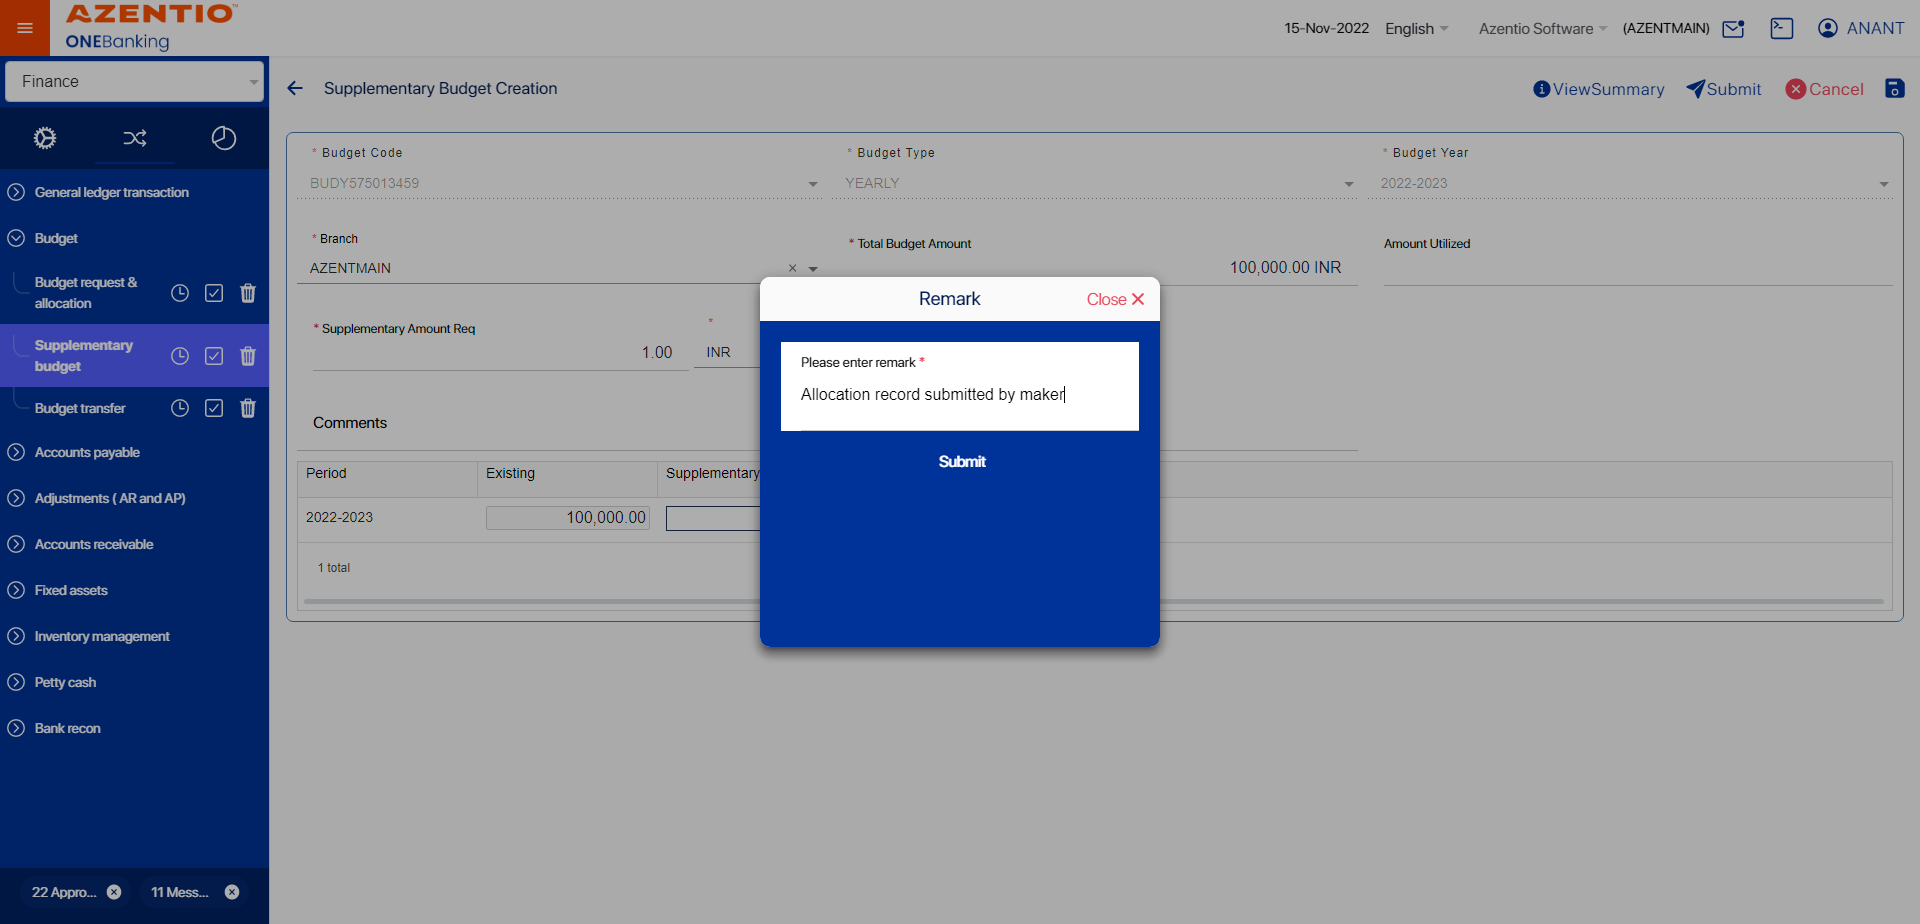 AZENTIO™
ONEBanking
15-Nov-2022 English Azentio Software (AZENTMAIN) ANANT
Finance
Supplementary Budget Creation
ViewSummary Submit Cancel
General ledger transaction
Budget
Budget request &
allocation
Supplementary
budget
Budget transfer
Accounts payable
Adjustments ( AR and AP)
Accounts receivable
Fixed assets
Inventory management
Petty cash
Bank recon
22 Appro...
11 Mess...
* Budget Code
BUDY575013459
* Budget Type
YEARLY
* Budget Year
2022-2023
* Branch
AZENTMAIN
* Total Budget Amount
100,000.00 INR
Amount Utilized
* Supplementary Amount Req
1.00
*
INR
Comments
Period Existing Supplementary
2022-2023 100,000.00
1 total
Remark
Close
Please enter remark *
Allocation record submitted by maker
Submit